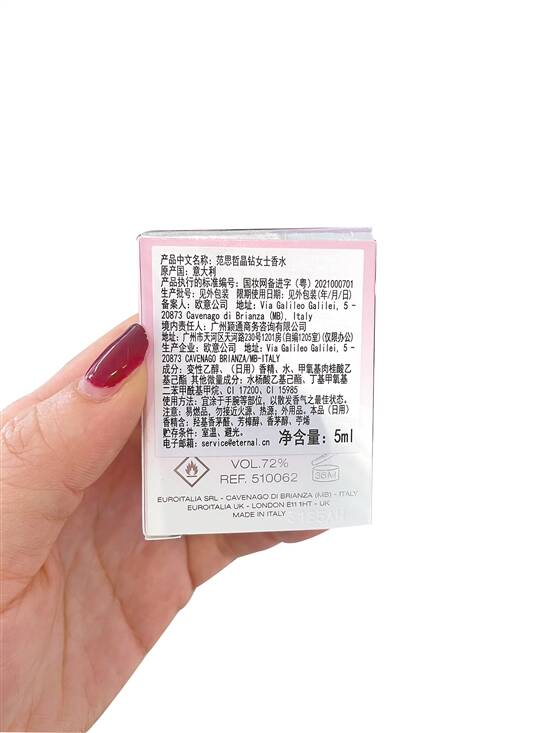 产品中文名称：范思哲晶钻女士香水
原产国：意大利
产品执行的标准编号：国妆网备进字（粤）2021000701
生产批号：见外包装 限期使用日期：见外包装(年/月/日)
备案人：欧意公司 地址：Via Galileo Galilei, 5 -
20873 Cavenago di Brianza (MB), Italy
境内责任人：广州颖通商务咨询有限公司
地址：广州市天河区天河路230号1201房(自编1205室)(仅限办公)
生产企业：欧意公司 地址：Via Galileo Galilei, 5 -
20873 CAVENAGO BRIANZA/MB-ITALY
成分：变性乙醇、（日用）香精、水、甲氧基肉桂酸乙
基己酯 其他微量成分：水杨酸乙基己酯、丁基甲氧基
二苯甲酰基甲烷、CI 17200、CI 15985
使用方法：宜涂于手腕等部位，以散发香气之最佳状态。
注意：易燃品，勿接近火源、热源；外用品。本品（日用）
香精含：羟基香茅醛、芳樟醇、香茅醇、苧烯
贮存条件：室温、避光。
电子邮箱：service@eternal.cn 净含量：5ml
VOL.72%
REF. 510062
36M
EUROITALIA SRL - CAVENAGO DI BRIANZA (MB) - ITALY
EUROITALIA UK - LONDON E11 1HT - UK
MADE IN ITALY